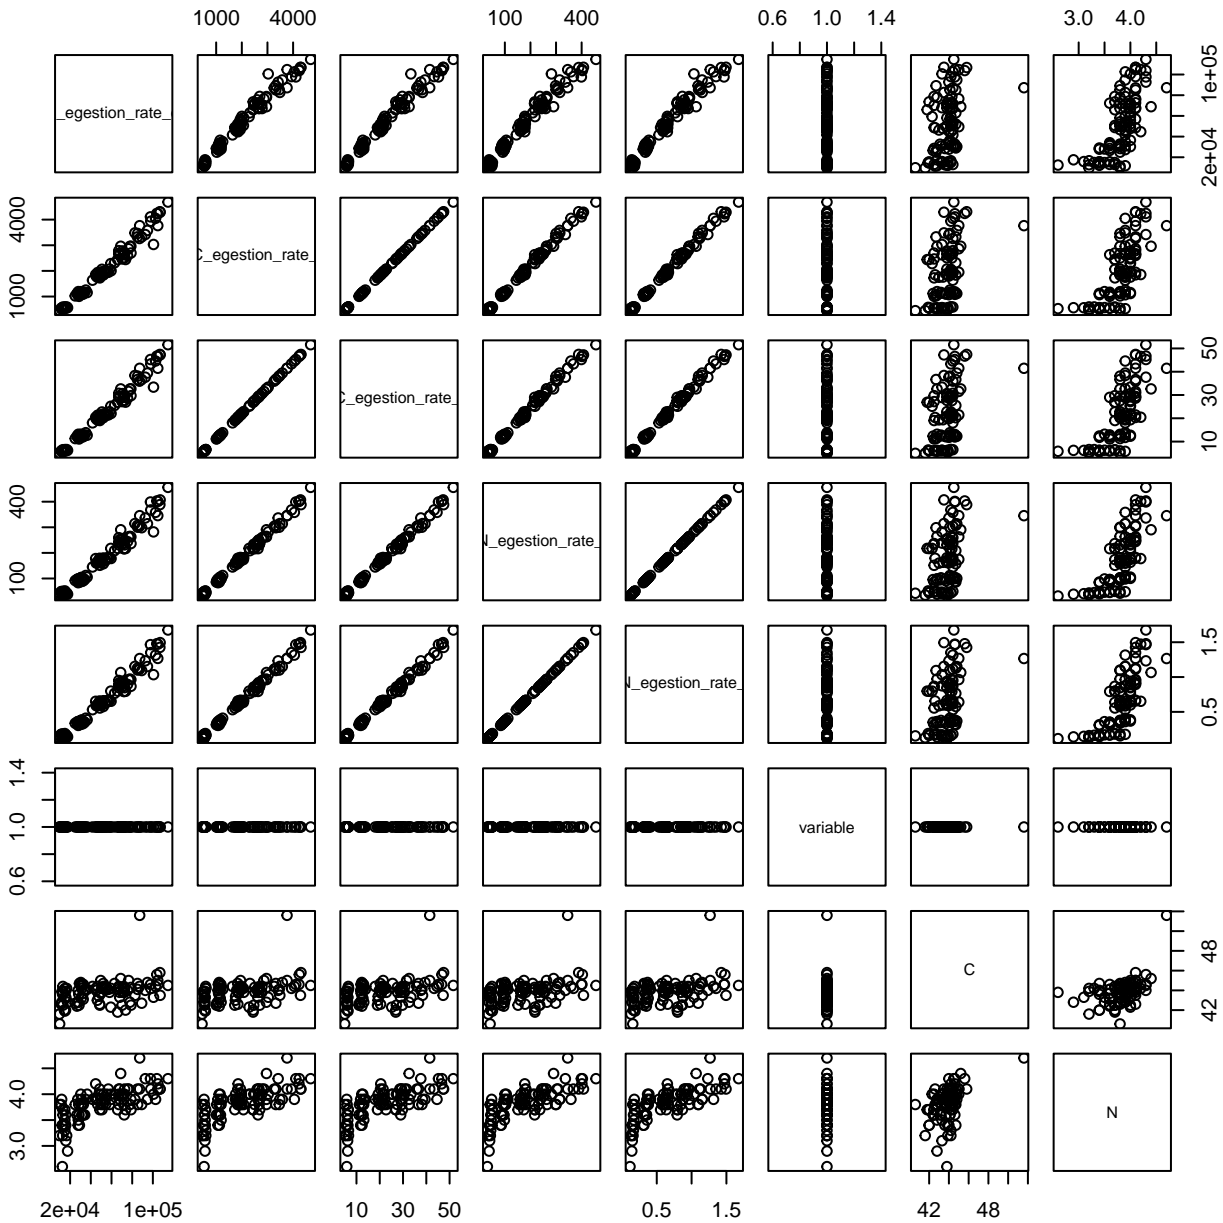 1000 4000 100 400 0.6 1.0 1.4 3.0 4.0
_egestion_rate_ 2e+04 1e+05
1000 4000 C_egestion_rate_
C_egestion_rate_ 10 30 50
100 400 N_egestion_rate_
N_egestion_rate_ 0.5 1.5
0.6 1.0 1.4 variable
C 42 48
3.0 4.0 N
2e+04 1e+05 10 30 50 0.5 1.5 42 48